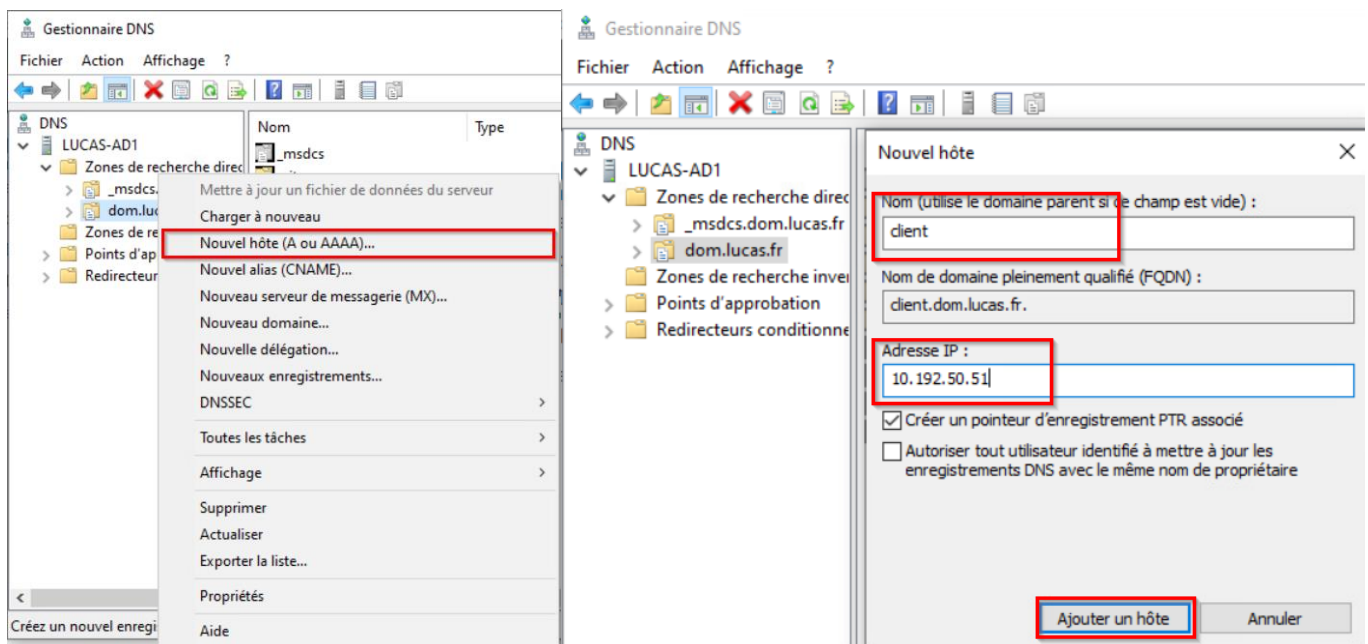 Gestionnaire DNS
Fichier Action Affichage ?
DNS
LUCAS-AD1
Zones de recherche direc
_msdcs.
dom.luc
Zones de re
Points d'ap
Redirecteur
Nom Type
_msdcs
Mettre à jour un fichier de données du serveur
Charger à nouveau
Nouvel hôte (A ou AAAA)...
Nouvel alias (CNAME)...
Nouveau serveur de messagerie (MX)...
Nouveau domaine...
Nouvelle délégation...
Nouveaux enregistrements...
DNSSEC
Toutes les tâches
Affichage
Supprimer
Actualiser
Exporter la liste...
Propriétés
Aide
Créez un nouvel enregi
Gestionnaire DNS
Fichier Action Affichage ?
DNS
LUCAS-AD1
Zones de recherche direc
_msdcs.dom.lucas.fr
dom.lucas.fr
Zones de recherche inver
Points d'approbation
Redirecteurs conditionne
Nouvel hôte
Nom (utilise le domaine parent si ce champ est vide) :
client
Nom de domaine pleinement qualifié (FQDN) :
client.dom.lucas.fr.
Adresse IP :
10.192.50.51
Créer un pointeur d'enregistrement PTR associé
Autoriser tout utilisateur identifié à mettre à jour les
enregistrements DNS avec le même nom de propriétaire
Ajouter un hôte Annuler